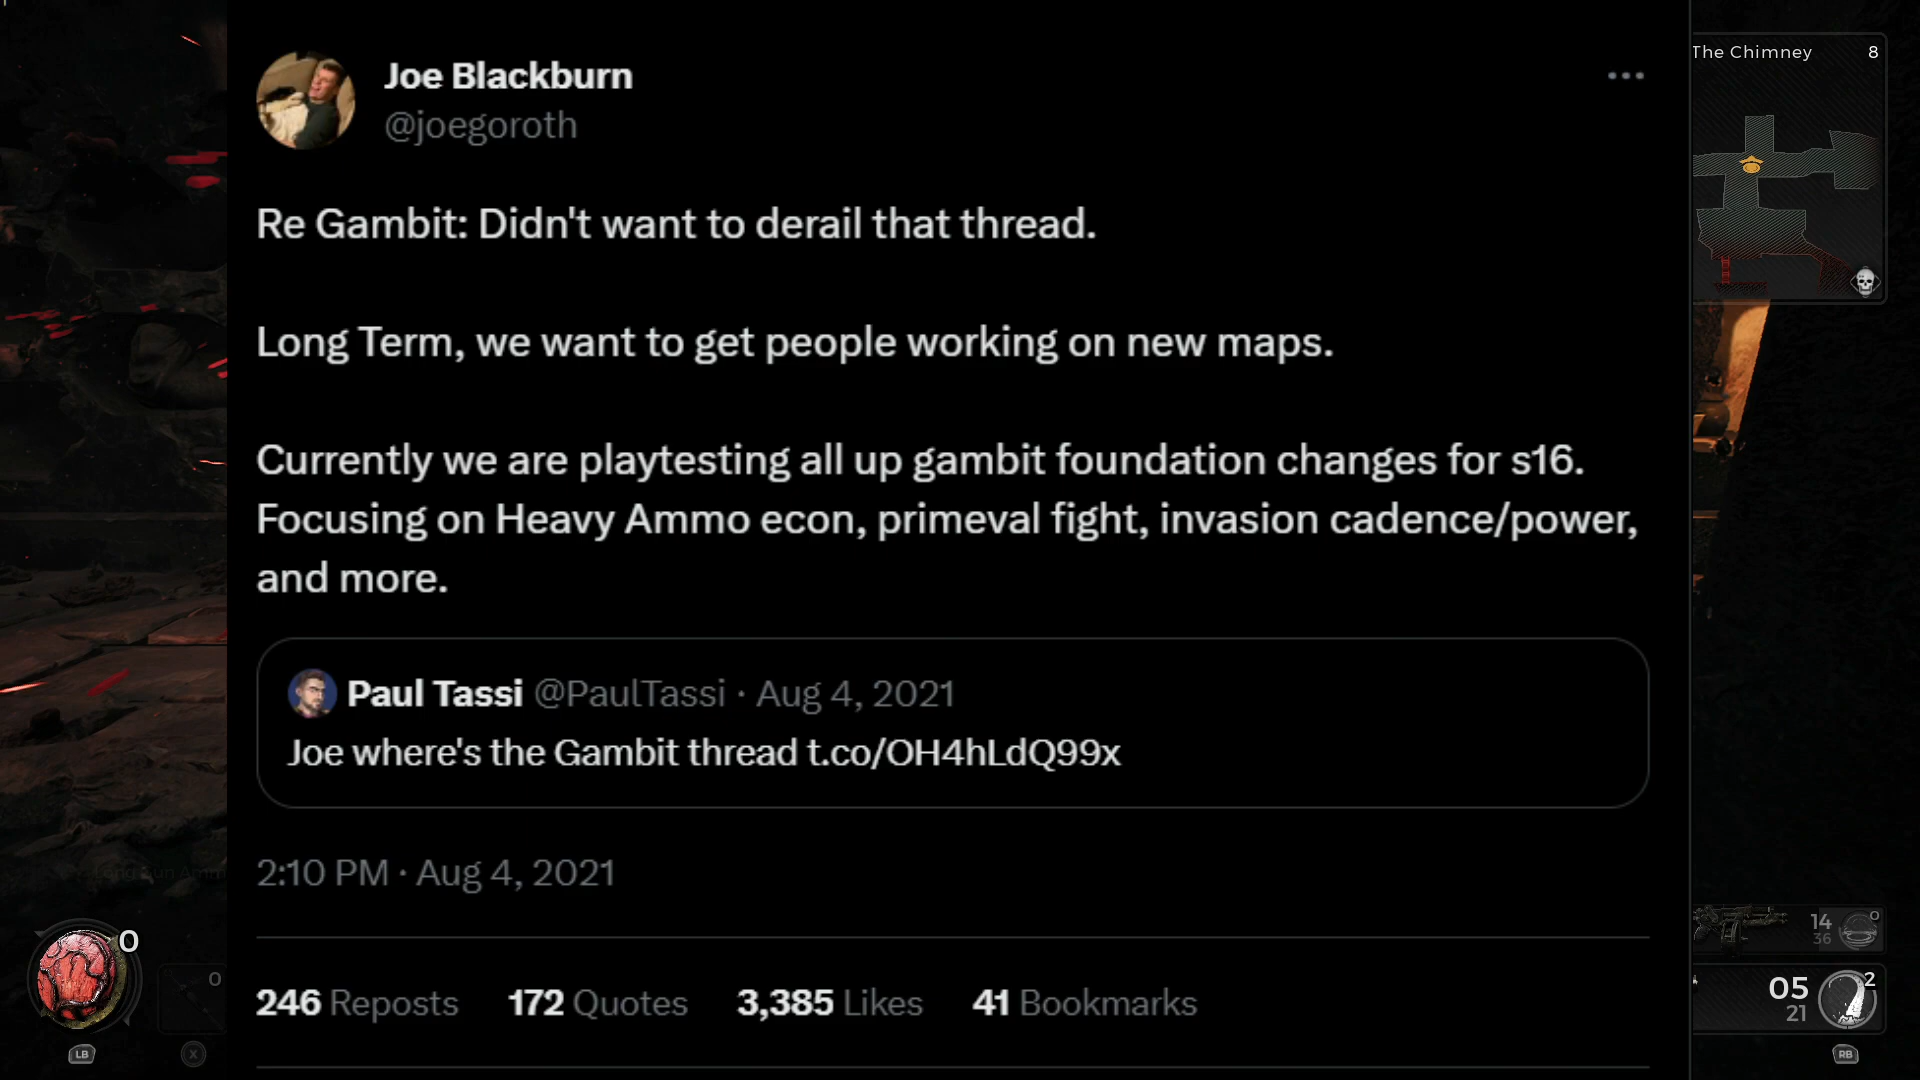 Joe Blackburn
@joegoroth
The Chimney 8
Re Gambit: Didn't want to derail that thread.
Long Term, we want to get people working on new maps.
Currently we are playtesting all up gambit foundation changes for s16.
Focusing on Heavy Ammo econ, primeval fight, invasion cadence/power,
and more.
Paul Tassi @PaulTassi · Aug 4, 2021
Joe where's the Gambit thread t.co/OH4hLdQ99x
2:10 PM · Aug 4, 2021
246 Reposts 172 Quotes 3,385 Likes 41 Bookmarks
0
0
LB
X
14
36
0
05
21
2
RB